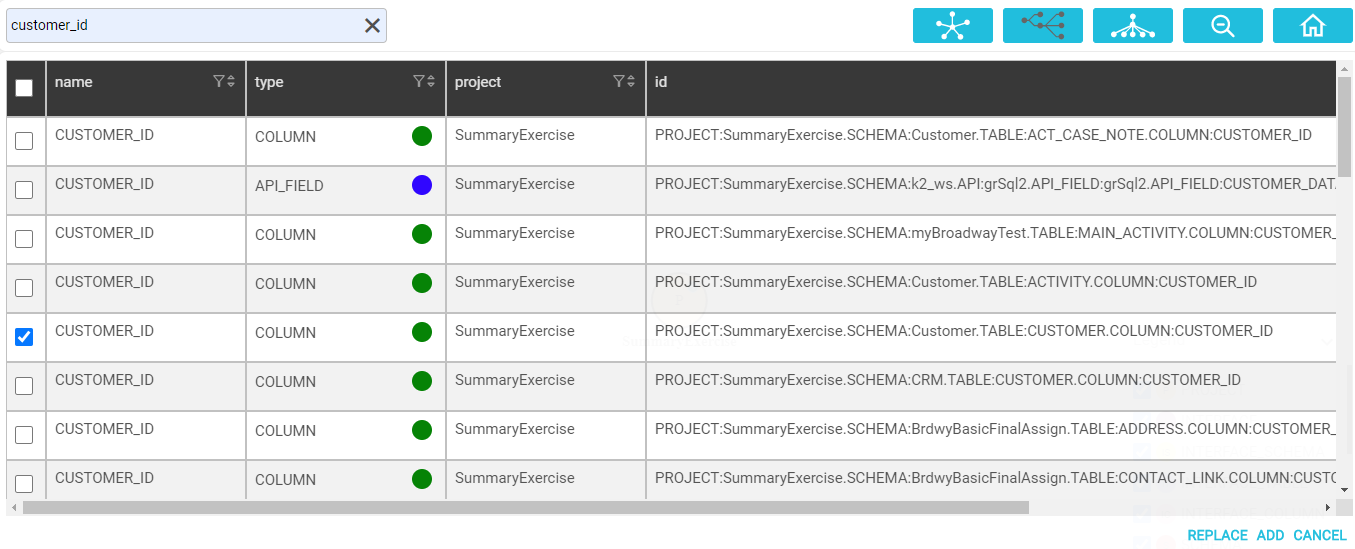 customer_id
name type project id
CUSTOMER_ID COLUMN SummaryExercise PROJECT:SummaryExercise.SCHEMA:Customer.TABLE:ACT_CASE_NOTE.COLUMN:CUSTOMER_ID
CUSTOMER_ID API_FIELD SummaryExercise PROJECT:SummaryExercise.SCHEMA:k2_ws.API:grSql2.API_FIELD:grSql2.API_FIELD:CUSTOMER_DAT
CUSTOMER_ID COLUMN SummaryExercise PROJECT:SummaryExercise.SCHEMA:myBroadwayTest.TABLE:MAIN_ACTIVITY.COLUMN:CUSTOMER_
CUSTOMER_ID COLUMN SummaryExercise PROJECT:SummaryExercise.SCHEMA:Customer.TABLE:ACTIVITY.COLUMN:CUSTOMER_ID
CUSTOMER_ID COLUMN SummaryExercise PROJECT:SummaryExercise.SCHEMA:Customer.TABLE:CUSTOMER.COLUMN:CUSTOMER_ID
CUSTOMER_ID COLUMN SummaryExercise PROJECT:SummaryExercise.SCHEMA:CRM.TABLE:CUSTOMER.COLUMN:CUSTOMER_ID
CUSTOMER_ID COLUMN SummaryExercise PROJECT:SummaryExercise.SCHEMA:BrdwyBasicFinalAssign.TABLE:ADDRESS.COLUMN:CUSTOMER_
CUSTOMER_ID COLUMN SummaryExercise PROJECT:SummaryExercise.SCHEMA:BrdwyBasicFinalAssign.TABLE:CONTACT_LINK.COLUMN:CUSTO
REPLACE ADD CANCEL